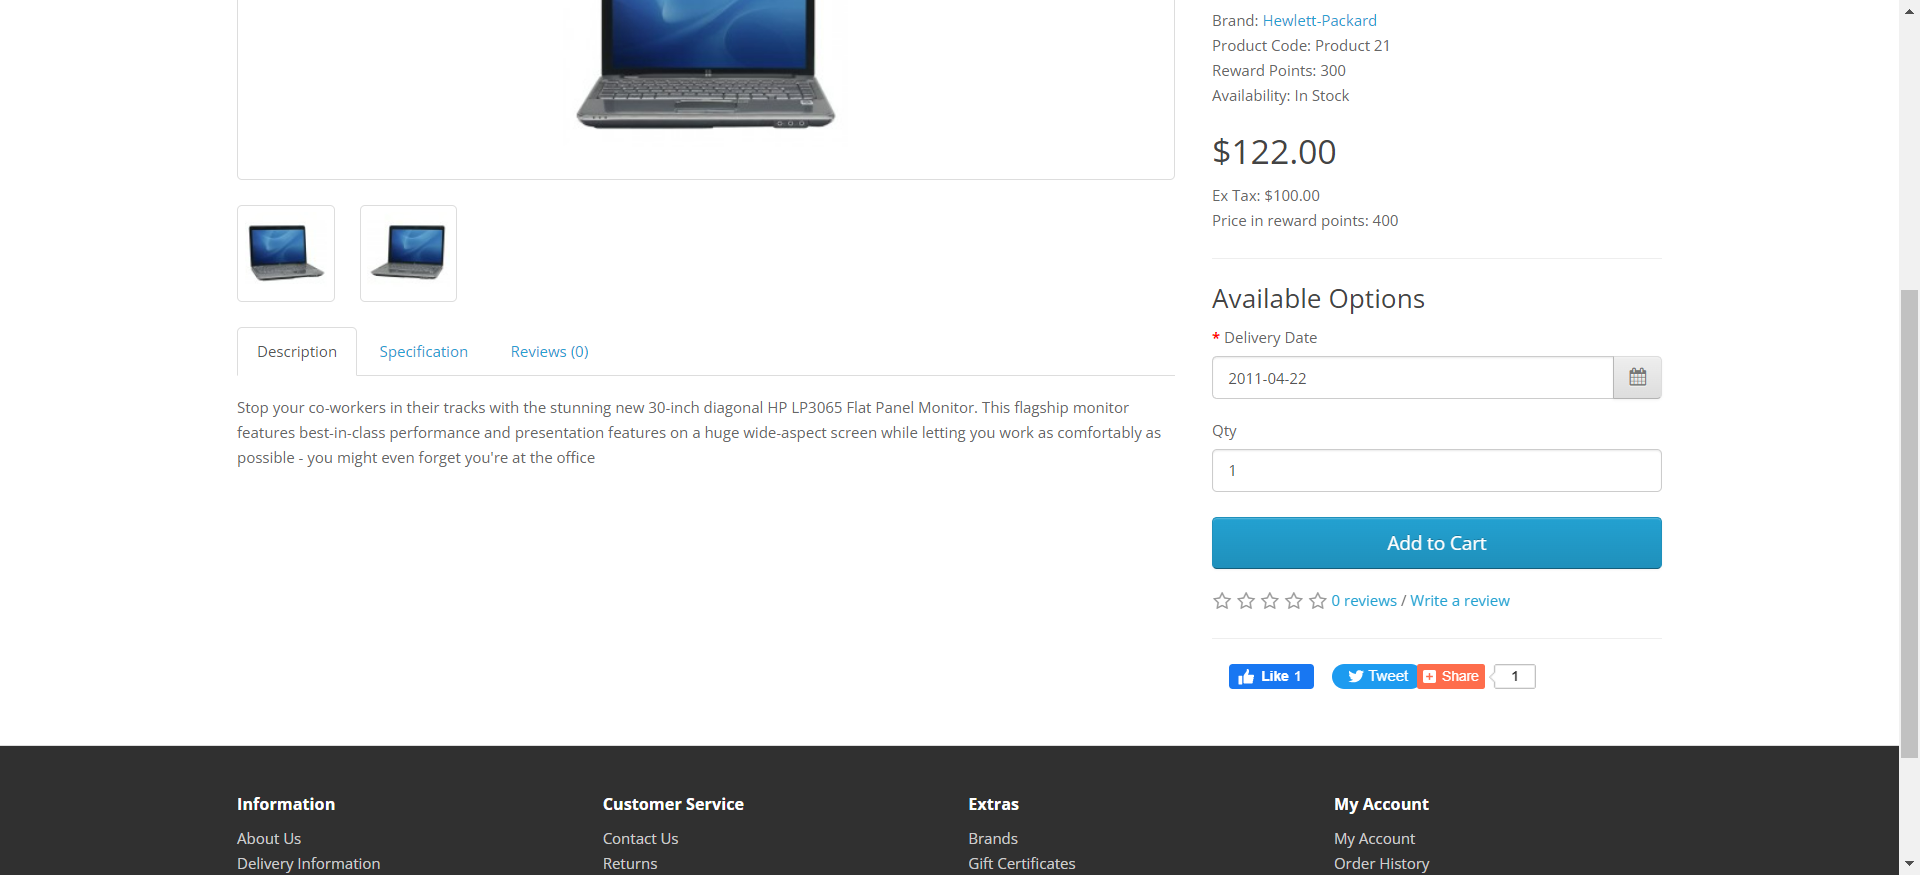 Brand: Hewlett-Packard
Product Code: Product 21
Reward Points: 300
Availability: In Stock
$122.00
Ex Tax: $100.00
Price in reward points: 400
Available Options
* Delivery Date
2011-04-22
Qty
1
Add to Cart
0 reviews / Write a review
Like 1
Tweet
Share
1
Description
Specification
Reviews (0)
Stop your co-workers in their tracks with the stunning new 30-inch diagonal HP LP3065 Flat Panel Monitor. This flagship monitor
features best-in-class performance and presentation features on a huge wide-aspect screen while letting you work as comfortably as
possible - you might even forget you're at the office
Information
About Us
Delivery Information
Customer Service
Contact Us
Returns
Extras
Brands
Gift Certificates
My Account
My Account
Order History